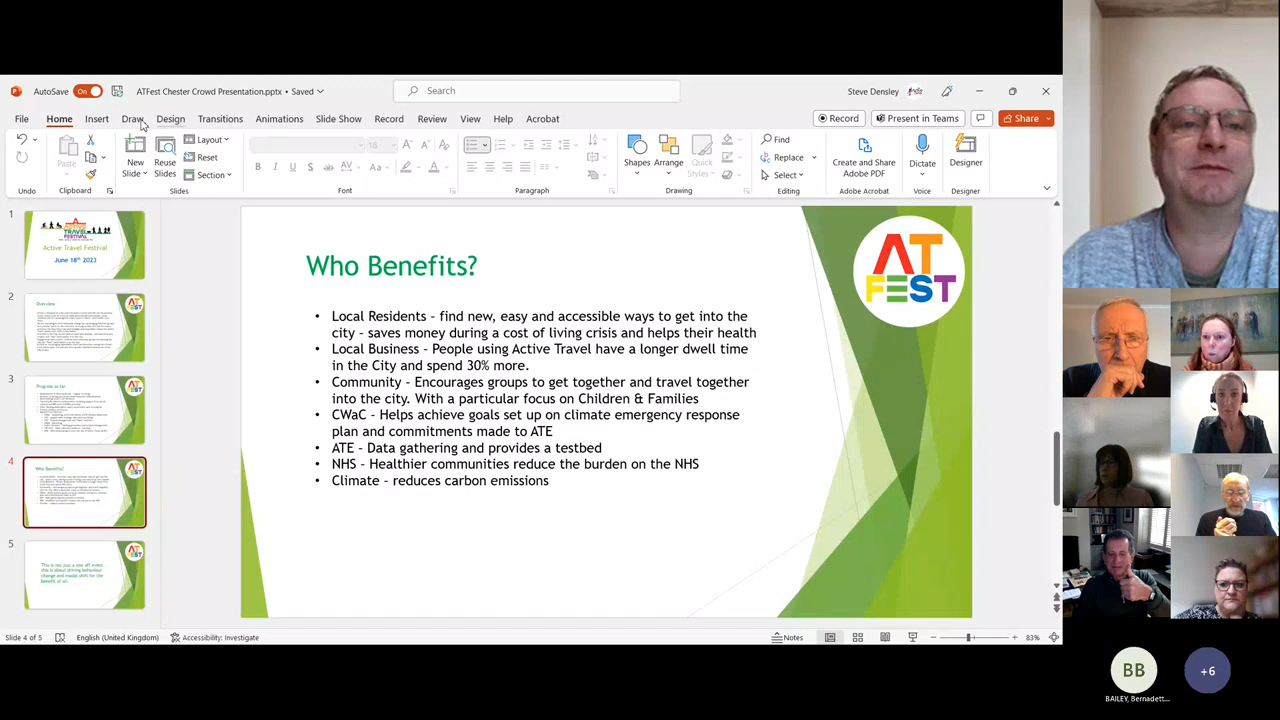 AutoSave On ATFest Chester Crowd Presentation.pptx • Saved Search Steve Densley
File Home Insert Draw Design Transitions Animations Slide Show Record Review View Help Acrobat Record Present in Teams Share
Undo
Paste
Clipboard
New Slide
Reuse Slides
Layout
Reset
Section
Slides
18
Font
Paragraph
Shapes
Arrange
Quick Styles
Drawing
Find
Replace
Select
Editing
Create and Share Adobe PDF
Adobe Acrobat
Dictate
Voice
Designer
Designer
1
Active Travel Festival
June 18th 2023
2
Overview
3
Progress so far
4
Who Benefits?
5
This is not just a one off event -
this is about driving behaviour
change and modal shift for the
benefit of all.
AT
FEST
Who Benefits?
• Local Residents - find new, easy and accessible ways to get into the
city - saves money during a cost of living crisis and helps their health
• Local Business - People using Active Travel have a longer dwell time
in the City and spend 30% more.
• Community - Encourages groups to get together and travel together
into the city. With a particular focus on Children & Families
• CWaC - Helps achieve goals set up on climate emergency response
plan and commitments made to ATE
• ATE - Data gathering and provides a testbed
• NHS - Healthier communities reduce the burden on the NHS
• Climate - reduces carbon emissions
Slide 4 of 5 English (United Kingdom) Accessibility: Investigate Notes 83%
BB
BAILEY, Bernadett...
+6